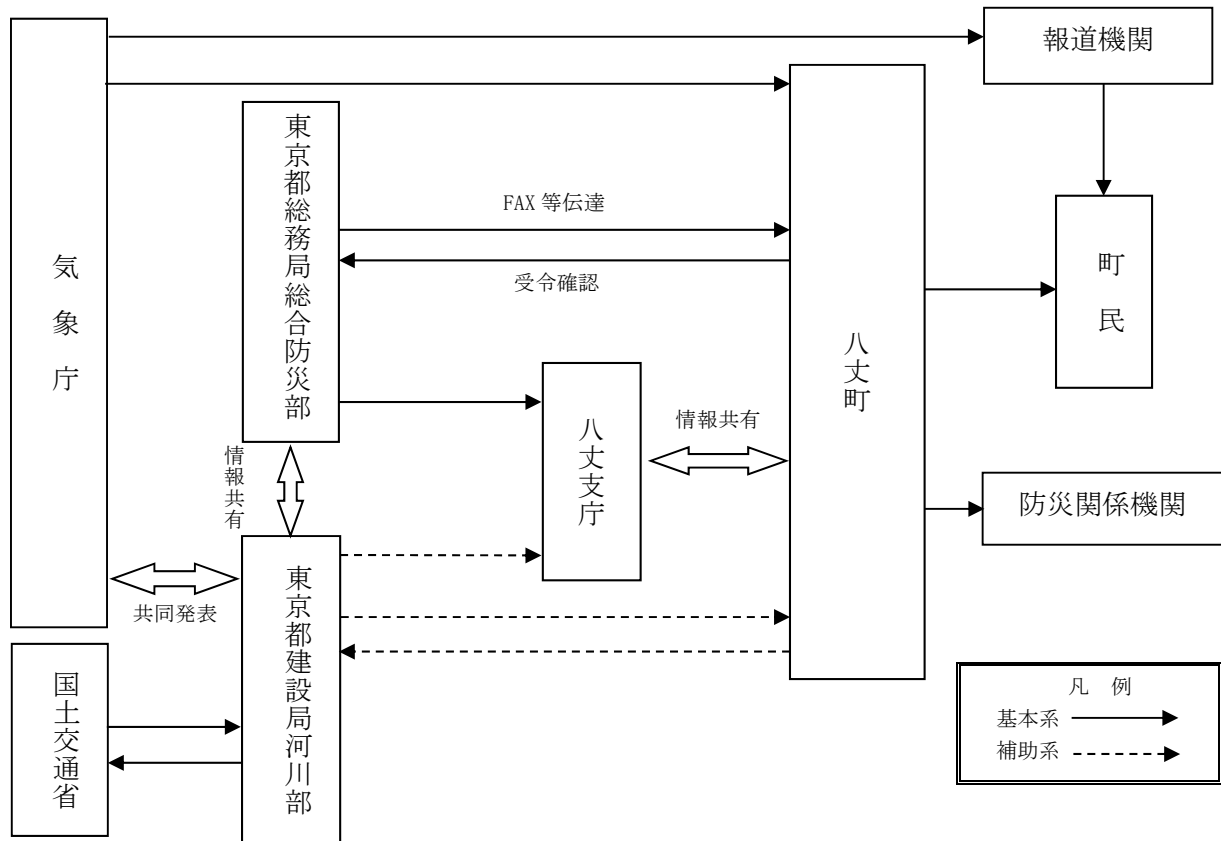 気象庁
報道機関
東京都総務局総合防災部
FAX 等伝達
受令確認
町民
八丈町
八丈支庁
情報共有
情報共有
防災関係機関
共同発表
東京都建設局河川部
国土交通省
凡 例
基本系
補助系